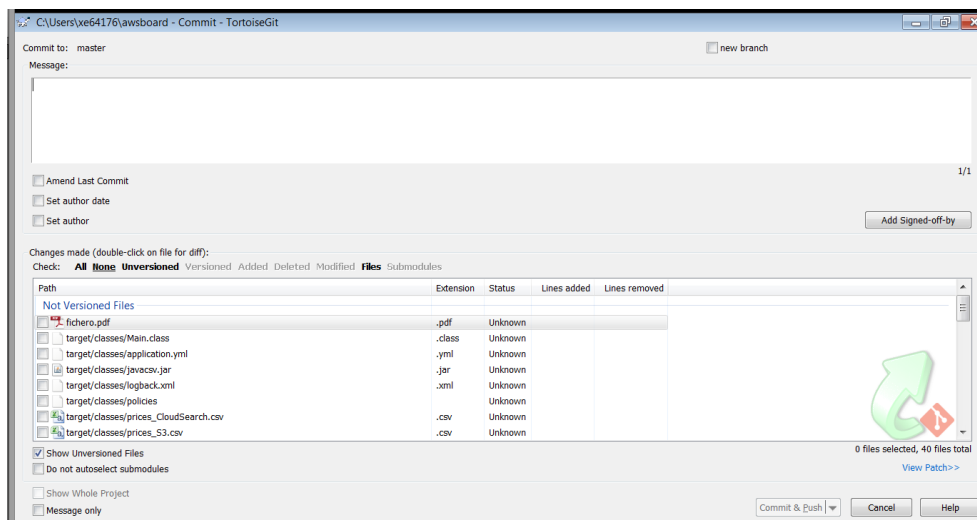 C:\Users\xe64176\awsboard - Commit - TortoiseGit
Commit to: master new branch
Message:
1/1
Amend Last Commit
Set author date
Set author Add Signed-off-by
Changes made (double-click on file for diff):
Check: All None Unversioned Versioned Added Deleted Modified Files Submodules
Path Extension Status Lines added Lines removed
Not Versioned Files
fichero.pdf .pdf Unknown
target/classes/Main.class .class Unknown
target/classes/application.yml .yml Unknown
target/classes/javacsv.jar .jar Unknown
target/classes/logback.xml .xml Unknown
target/classes/policies Unknown
target/classes/prices_CloudSearch.csv .csv Unknown
target/classes/prices_S3.csv .csv Unknown
Show Unversioned Files 0 files selected, 40 files total
Do not autoselect submodules View Patch>>
Show Whole Project
Message only Commit & Push Cancel Help